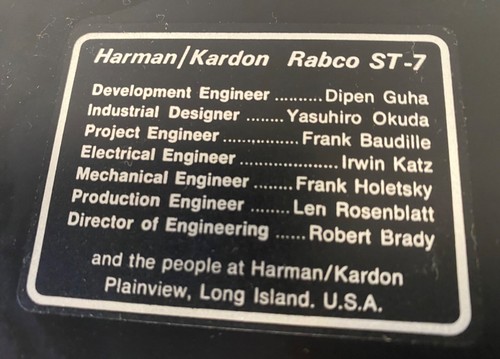 Harman/Kardon Rabco ST-7
Development Engineer ..........Dipen Guha
Industrial Designer ........Yasuhiro Okuda
Project Engineer ............Frank Baudille
Electrical Engineer ...................Irwin Katz
Mechanical Engineer ........Frank Holetsky
Production Engineer ........Len Rosenblatt
Director of Engineering ......Robert Brady
and the people at Harman/Kardon
Plainview, Long Island. U.S.A.